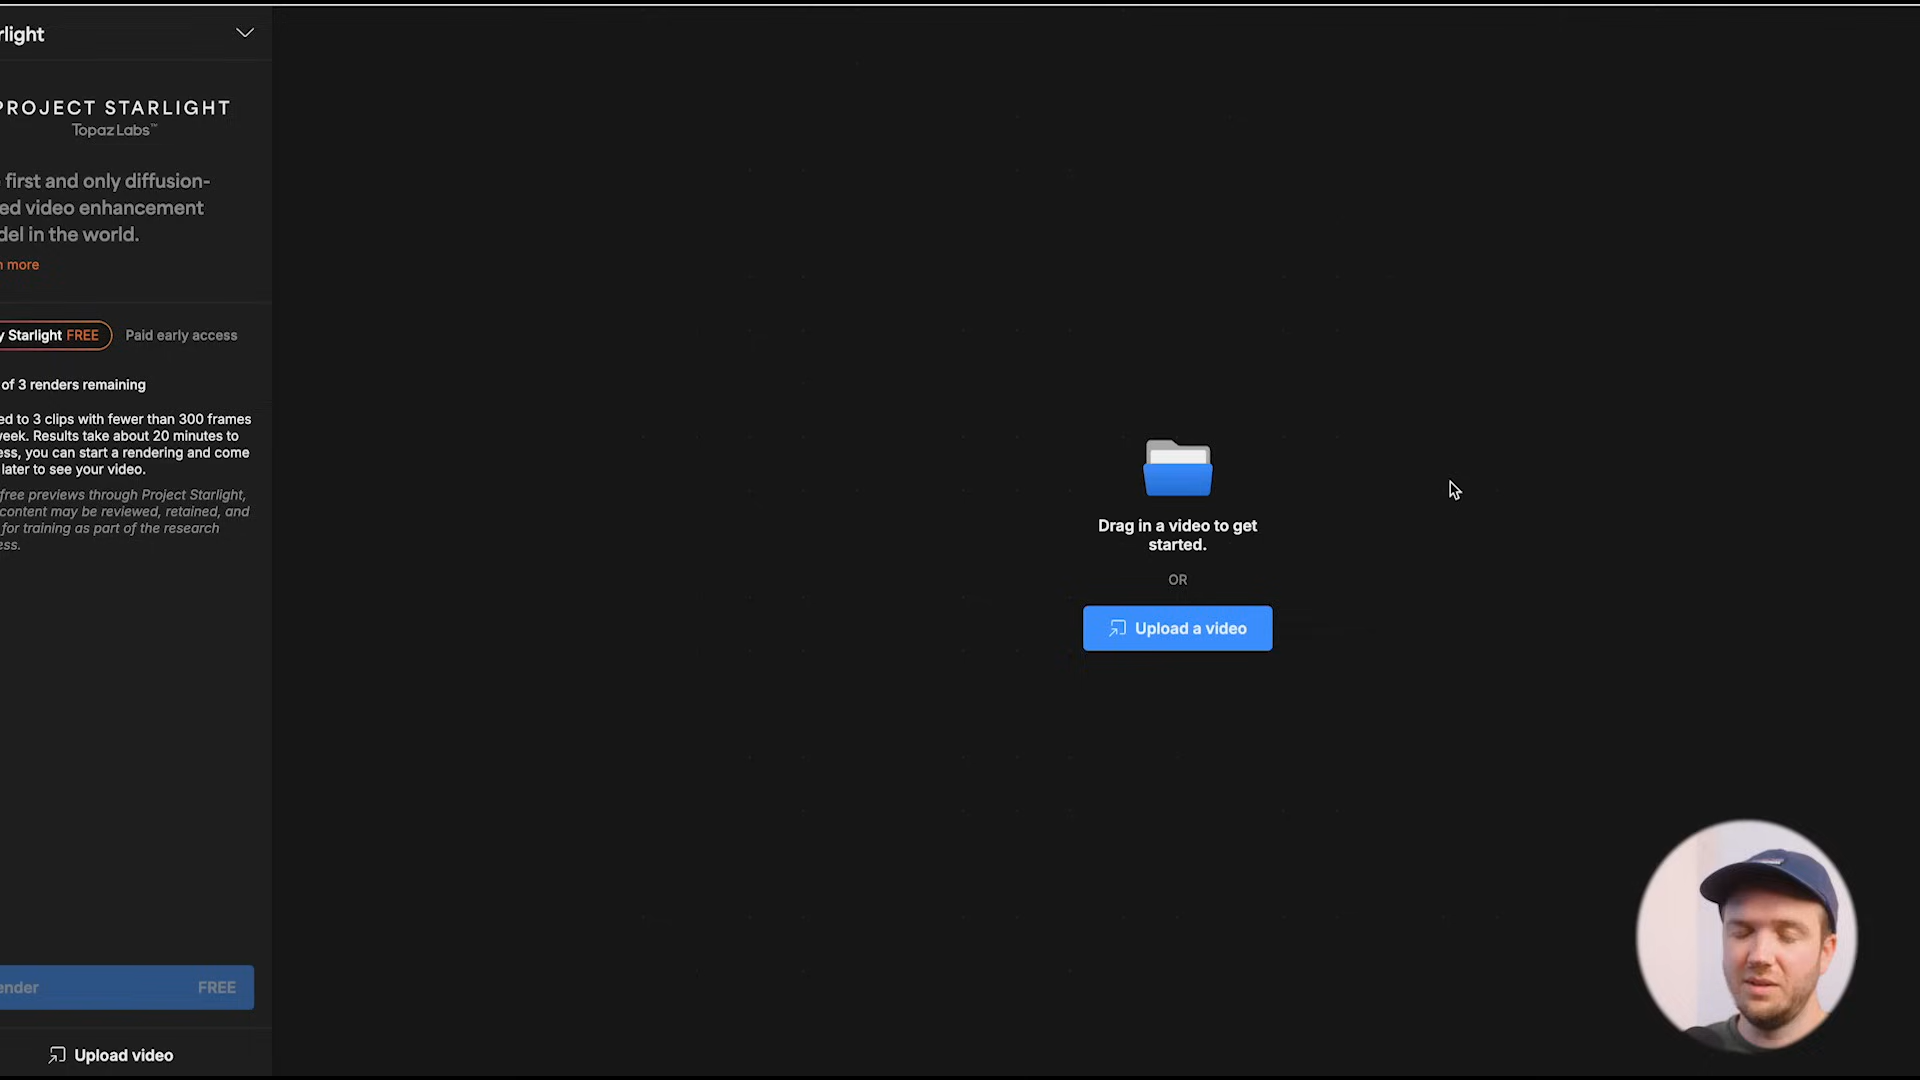 rlight
PROJECT STARLIGHT
Topaz Labs™
first and only diffusion-
ed video enhancement
del in the world.
n more
y Starlight FREE
Paid early access
of 3 renders remaining
ed to 3 clips with fewer than 300 frames
eek. Results take about 20 minutes to
ess, you can start a rendering and come
later to see your video.
free previews through Project Starlight,
content may be reviewed, retained, and
for training as part of the research
ess.
Drag in a video to get
started.
OR
Upload a video
ender FREE
Upload video